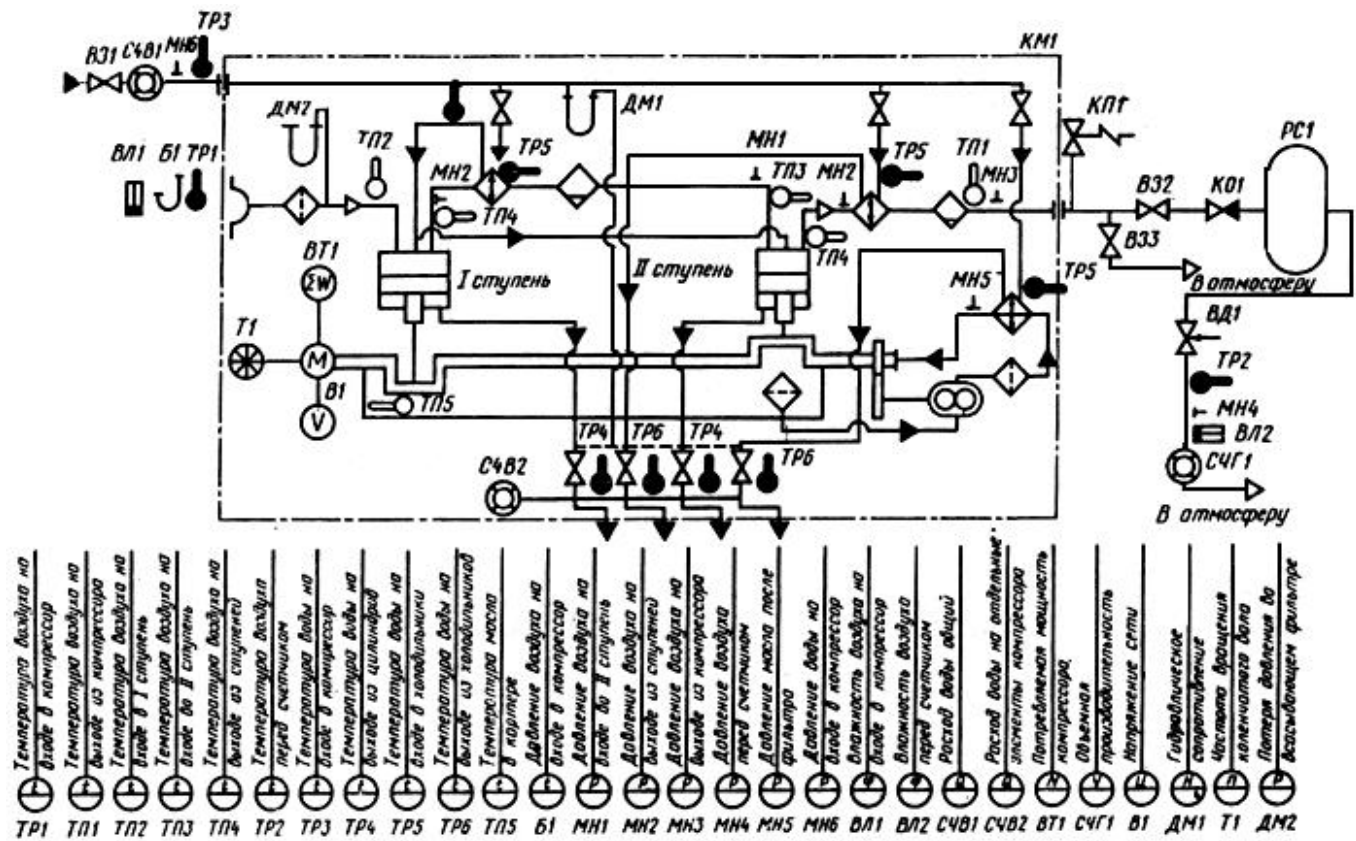 ТР3
ВЗ1
СЧВ1
МН6
КМ1
ДМ2
ДМ1
КП1
РС1
ВЛ1
Б1
ТР1
ТП2
МН2
ТР5
МН1
ТП3
МН2
ТР5
ТП1
МН3
ВЗ2
КО1
ТП4
ТП4
ВЗ3
В атмосферу
ВТ1
ΣW
I ступень
II ступень
МН5
ТР5
Т1
М
В1
V
ТП5
ВД1
ТР2
МН4
ВЛ2
СЧГ1
В атмосферу
ТР4
ТР6
ТР4
ТР6
СЧВ2
Температура воздуха на
входе в компрессор
Температура воздуха на
выходе из компрессора
Температура воздуха на
входе в I ступень
Температура воздуха на
входе во II ступень
Температура воздуха на
выходе из ступеней
Температура воздуха
перед счетчиком
Температура воды на
входе в компрессор
Температура воды на
выходе из цилиндров
Температура воды на
входе в холодильники
Температура воды на
выходе из холодильников
Температура масла
в картере
Давление воздуха на
входе в компрессор
Давление воздуха на
входе во II ступень
Давление воздуха на
выходе из ступеней
Давление воздуха на
выходе из компрессора
Давление воздуха
перед счетчиком
Давление масла после
фильтра
Давление воды на
входе в компрессор
Влажность воздуха на
входе в компрессор
Влажность воздуха
перед счетчиком
Расход воды общий
Расход воды на отдельные
элементы компрессора
Потребляемая мощность
компрессора
Объемная
производительность
Напряжение сети
Гидравлическое
сопротивление
Частота вращения
коленчатого вала
Потеря давления во
всасывающем фильтре
ТР1 ТП1 ТП2 ТП3 ТП4 ТР2 ТР3 ТР4 ТР5 ТР6 ТП5 Б1 МН1 МН2 МН3 МН4 МН5 МН6 ВЛ1 ВЛ2 СЧВ1 СЧВ2 ВТ1 СЧГ1 В1 ДМ1 Т1 ДМ2